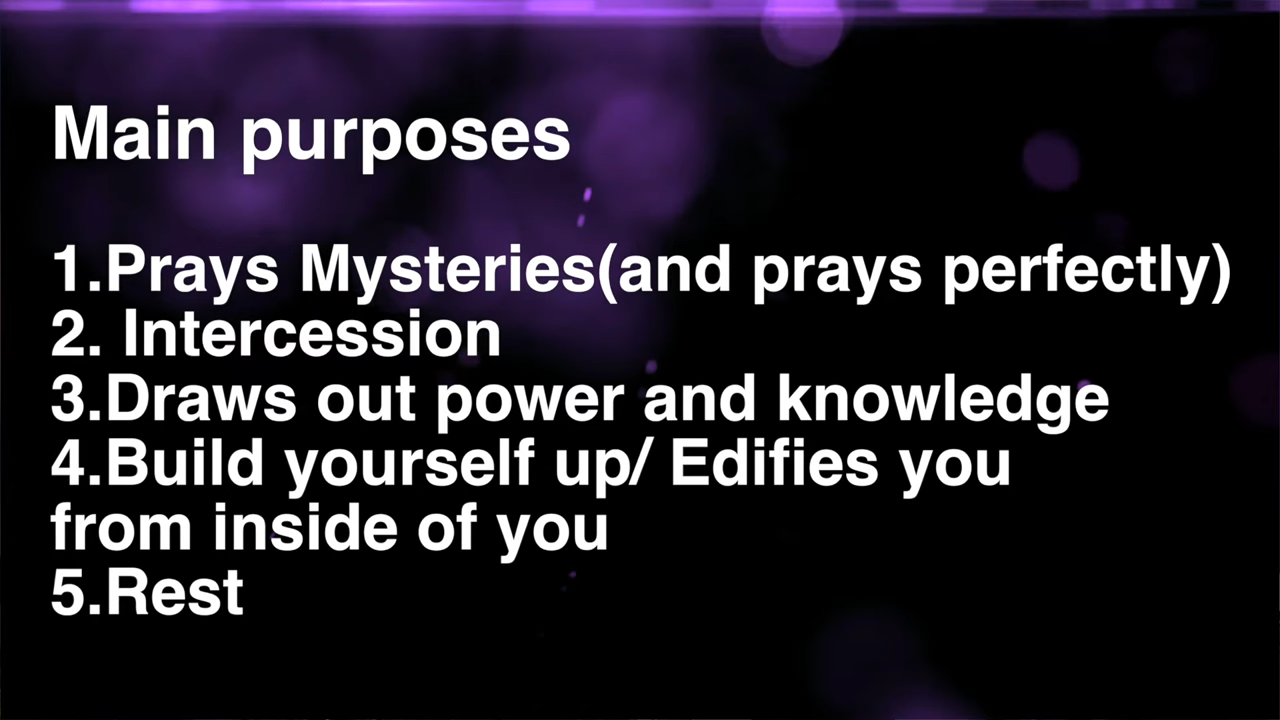 Main purposes
1.Prays Mysteries(and prays perfectly)
2. Intercession
3.Draws out power and knowledge
4.Build yourself up/ Edifies you
from inside of you
5.Rest